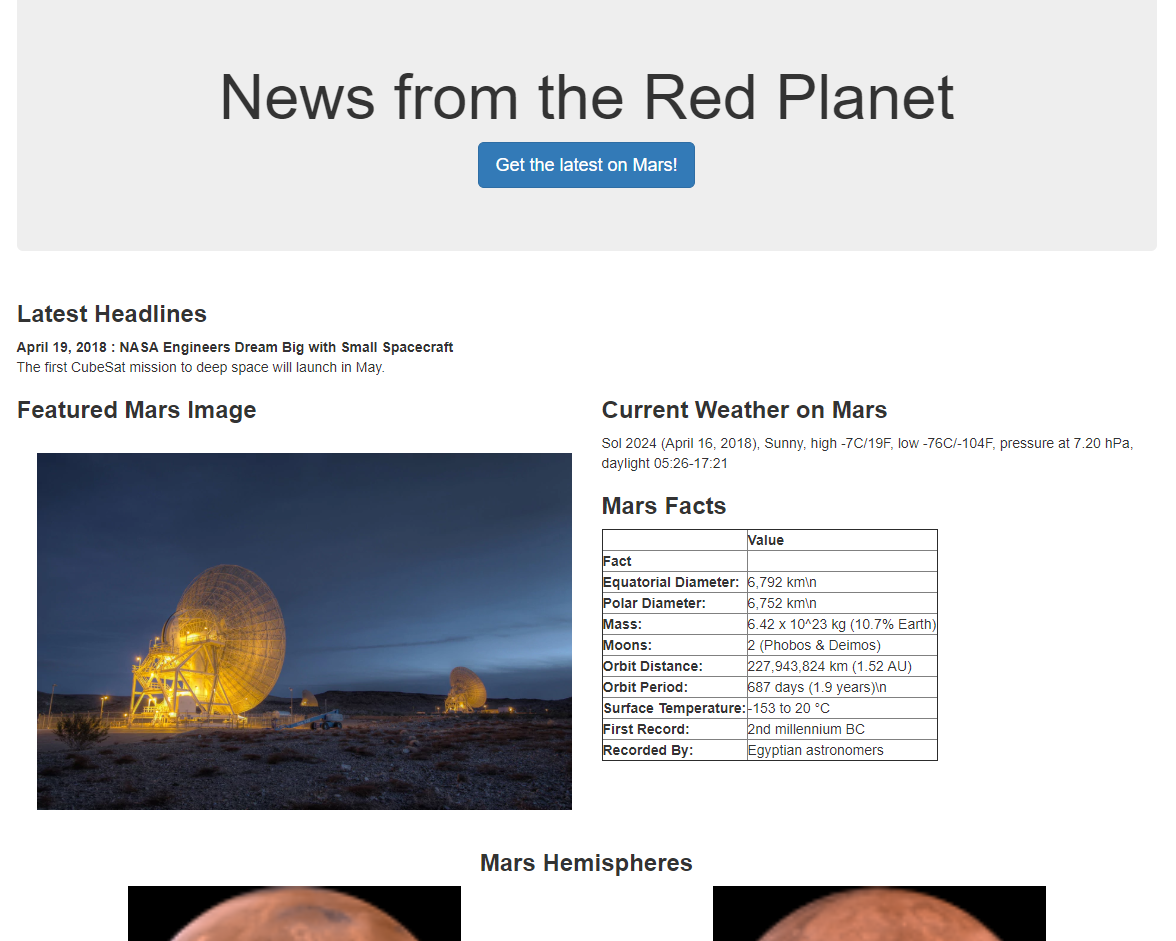 News from the Red Planet
Get the latest on Mars!
Latest Headlines
April 19, 2018 : NASA Engineers Dream Big with Small Spacecraft
The first CubeSat mission to deep space will launch in May.
Featured Mars Image
Current Weather on Mars
Sol 2024 (April 16, 2018), Sunny, high -7C/19F, low -76C/-104F, pressure at 7.20 hPa,
daylight 05:26-17:21
Mars Facts
Value
Fact
Equatorial Diameter: 6,792 km\n
Polar Diameter: 6,752 km\n
Mass: 6.42 x 10^23 kg (10.7% Earth)
Moons: 2 (Phobos & Deimos)
Orbit Distance: 227,943,824 km (1.52 AU)
Orbit Period: 687 days (1.9 years)\n
Surface Temperature: -153 to 20 °C
First Record: 2nd millennium BC
Recorded By: Egyptian astronomers
Mars Hemispheres